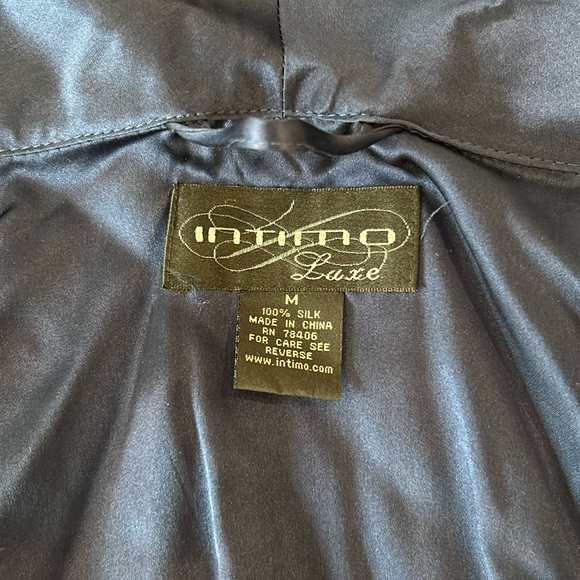 INTIMO
Luxe
M
100% SILK
MADE IN CHINA
RN 78406
FOR CARE SEE
REVERSE
www.intimo.com